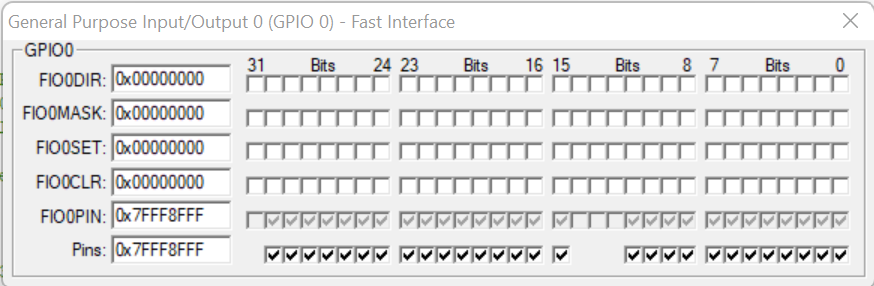 General Purpose Input/Output 0 (GPIO 0) - Fast Interface
GPIO0
31 Bits 24 23 Bits 16 15 Bits 8 7 Bits 0
FIO0DIR: 0x00000000
FIO0MASK: 0x00000000
FIO0SET: 0x00000000
FIO0CLR: 0x00000000
FIO0PIN: 0x7FFF8FFF
Pins: 0x7FFF8FFF